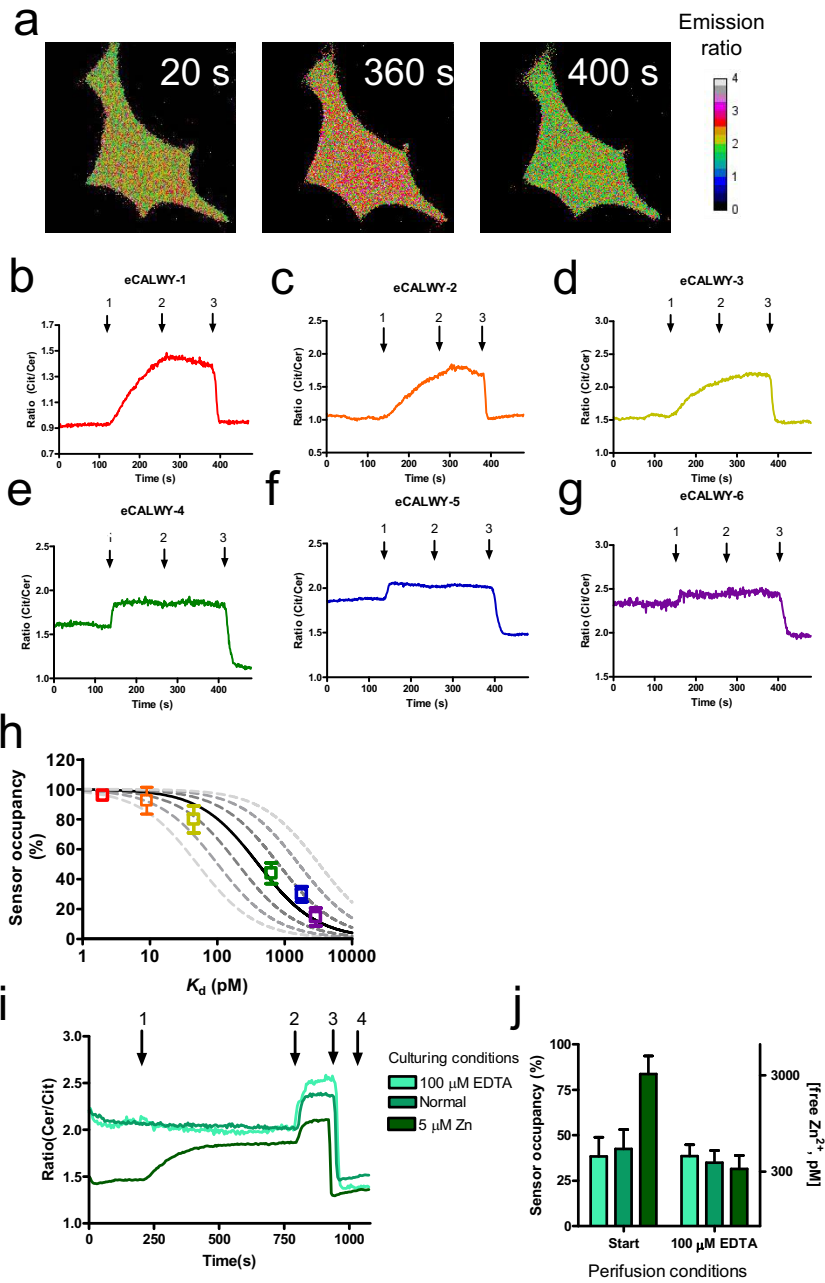 a
20 s
360 s
400 s
Emission
ratio
4
3
2
1
0
b
eCALWY-1
1 2 3
1.7
1.5
1.3
1.1
0.9
0.7
Ratio (Cit/Cer)
0 100 200 300 400
Time (s)
c
eCALWY-2
1 2 3
2.5
2.0
1.5
1.0
0.5
Ratio (Cit/Cer)
0 100 200 300 400
Time (s)
d
eCALWY-3
1 2 3
3.0
2.5
2.0
1.5
1.0
Ratio (Cit/Cer)
0 100 200 300 400
Time (s)
e
eCALWY-4
2 3
2.5
2.0
1.5
1.0
Ratio (Cit/Cer)
0 100 200 300 400
Time (s)
f
eCALWY-5
1 2 3
2.5
2.0
1.5
1.0
Ratio (Cit/Cer)
0 100 200 300 400
Time (s)
g
eCALWY-6
1 2 3
3.0
2.5
2.0
1.5
Ratio (Cit/Cer)
0 100 200 300 400
Time (s)
h
120
100
80
60
40
20
0
Sensor occupancy
(%)
1 10 100 1000 10000
Kd (pM)
i
1 2 3 4
3.0
2.5
2.0
1.5
1.0
Ratio(Cer/Cit)
0 250 500 750 1000
Time(s)
Culturing conditions
100 μM EDTA
Normal
5 μM Zn
j
100
75
50
25
0
Sensor occupancy (%)
3000
300
[free Zn2+, pM]
Start 100 μM EDTA
Perifusion conditions